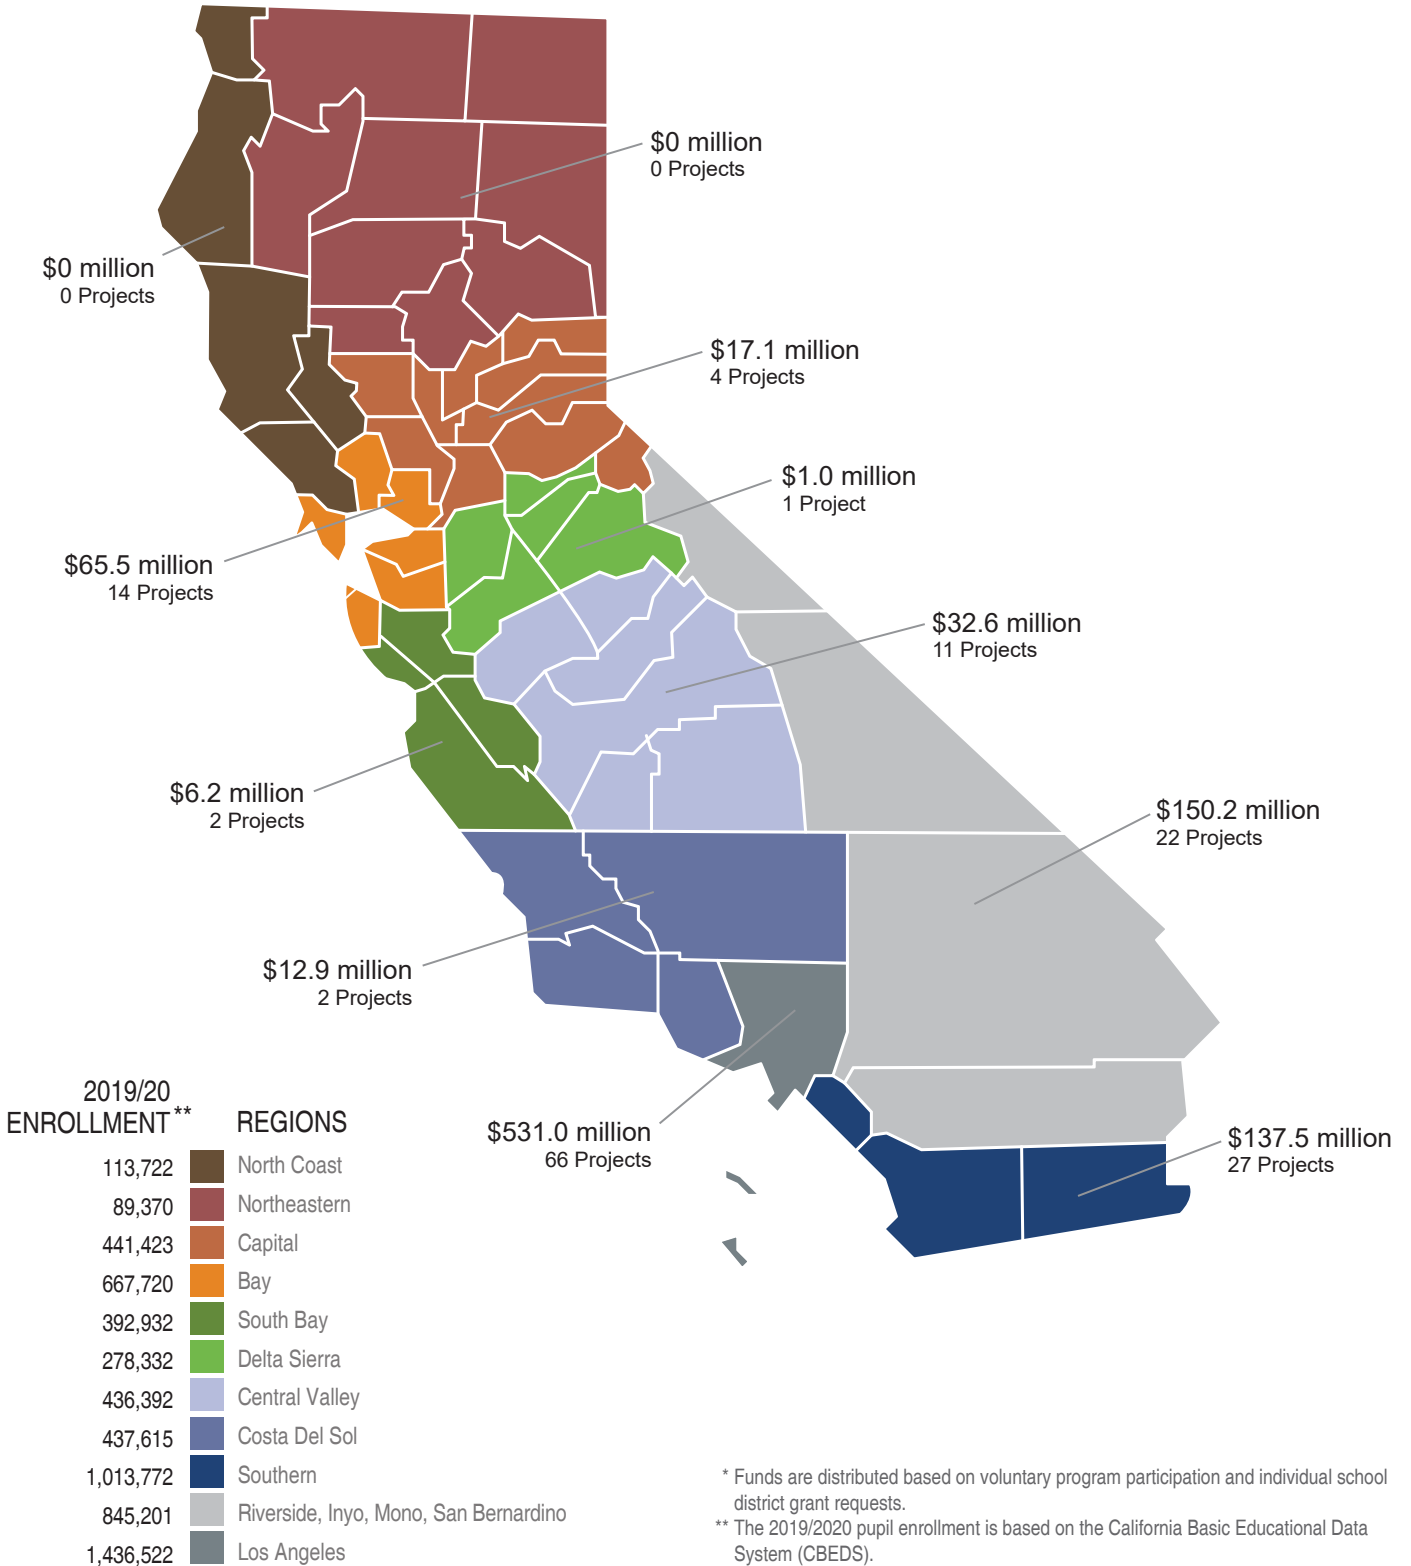 $0 million
0 Projects
$0 million
0 Projects
$17.1 million
4 Projects
$1.0 million
1 Project
$65.5 million
14 Projects
$32.6 million
11 Projects
$6.2 million
2 Projects
$150.2 million
22 Projects
$12.9 million
2 Projects
$531.0 million
66 Projects
$137.5 million
27 Projects
2019/20
ENROLLMENT** REGIONS
113,722 North Coast
89,370 Northeastern
441,423 Capital
667,720 Bay
392,932 South Bay
278,332 Delta Sierra
436,392 Central Valley
437,615 Costa Del Sol
1,013,772 Southern
845,201 Riverside, Inyo, Mono, San Bernardino
1,436,522 Los Angeles
* Funds are distributed based on voluntary program participation and individual school
district grant requests.
** The 2019/2020 pupil enrollment is based on the California Basic Educational Data
System (CBEDS).